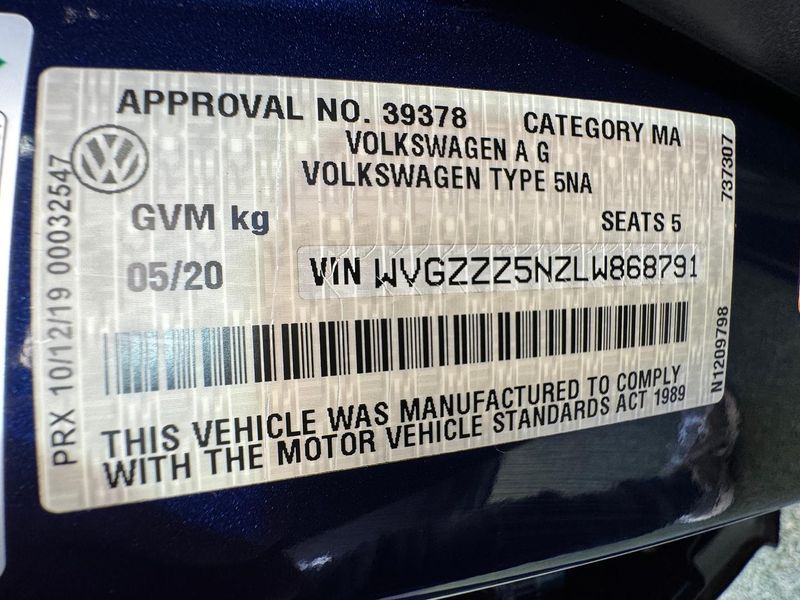 APPROVAL NO. 39378 CATEGORY MA
VOLKSWAGEN A G
VOLKSWAGEN TYPE 5NA
GVM kg SEATS 5
05/20 VIN WVGZZZ5NZLW868791
THIS VEHICLE WAS MANUFACTURED TO COMPLY
WITH THE MOTOR VEHICLE STANDARDS ACT 1989
PRX 10/12/19 00032547
737307
N1209798